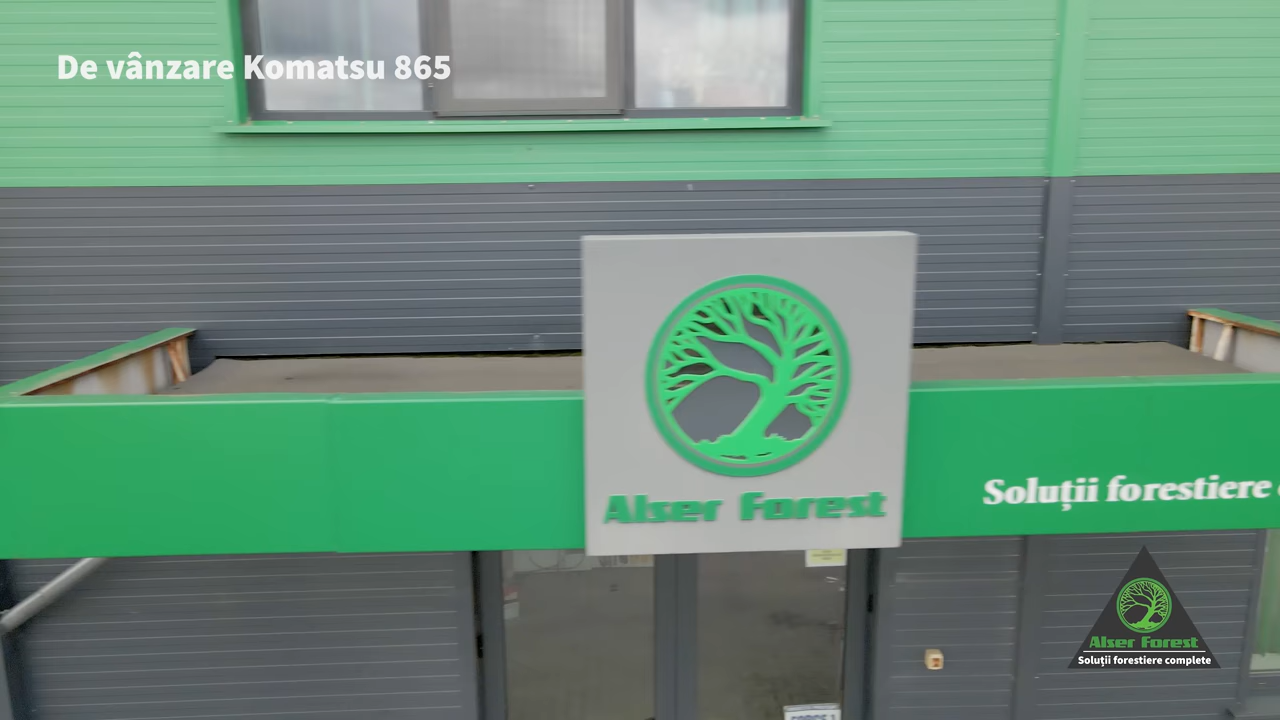 De vânzare Komatsu 865
Alser Forest
Soluții forestiere
Alser Forest
Soluții forestiere complete